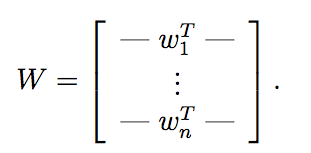 — w_1^T —
W = [ ⋮ ] .
— w_n^T —